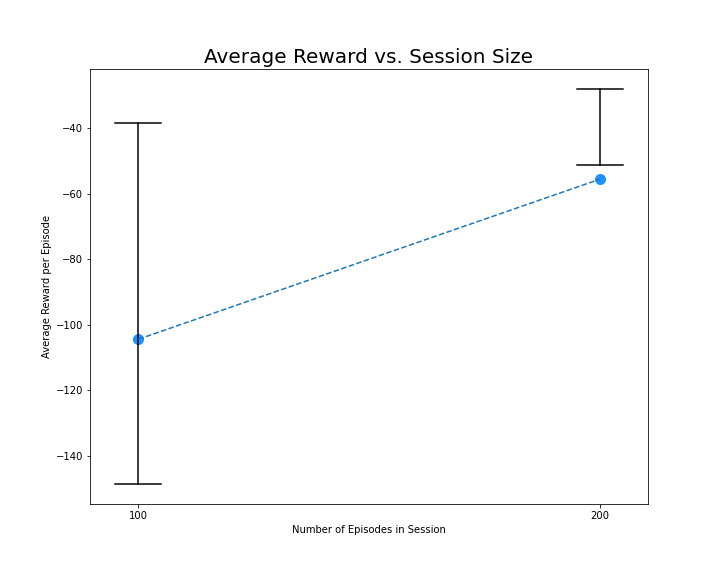 Average Reward vs. Session Size
Average Reward per Episode
−40
−60
−80
−100
−120
−140
100
200
Number of Episodes in Session